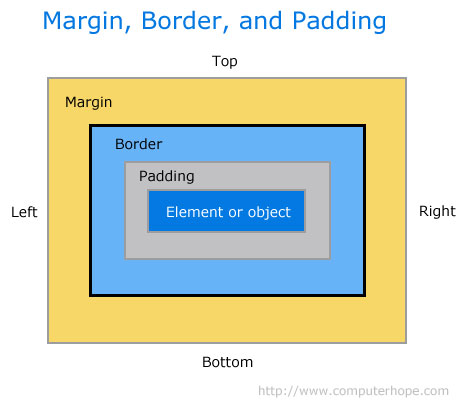 Margin, Border, and Padding
Top
Margin
Border
Padding
Element or object
Left
Right
Bottom
http://www.computerhope.com